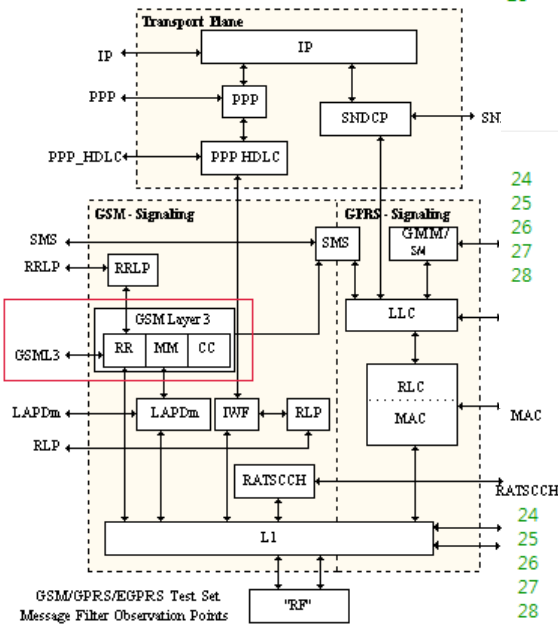 Transport Plane
IP
IP
PPP
PPP
SNDCP
PPP_HDLC
PPP HDLC
24
25
26
27
28
GSM - Signaling
GPRS - Signaling
SMS
SMS
GMM/
SM
RRLP
RRLP
LLC
GSM Layer 3
GSML3
RR
MM
CC
RLC
MAC
MAC
LAPDm
LAPDm
IWF
RLP
RLP
RATSCCH
RATSCCH
24
25
26
27
28
L1
GSM/GPRS/EGPRS Test Set
Message Filter Observation Points
"RF"